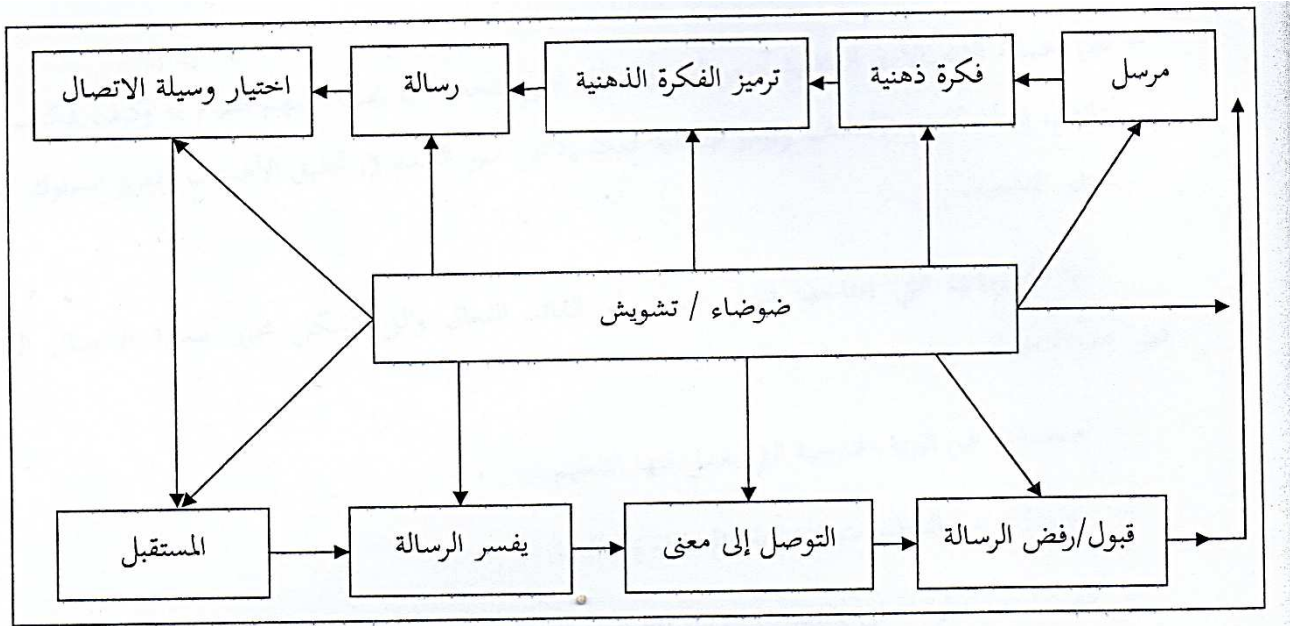 مرسل
فكرة ذهنية
ترميز الفكرة الذهنية
رسالة
اختيار وسيلة الاتصال
ضوضاء / تشويش
المستقبل
يفسر الرسالة
التوصل إلى معنى
قبول/رفض الرسالة